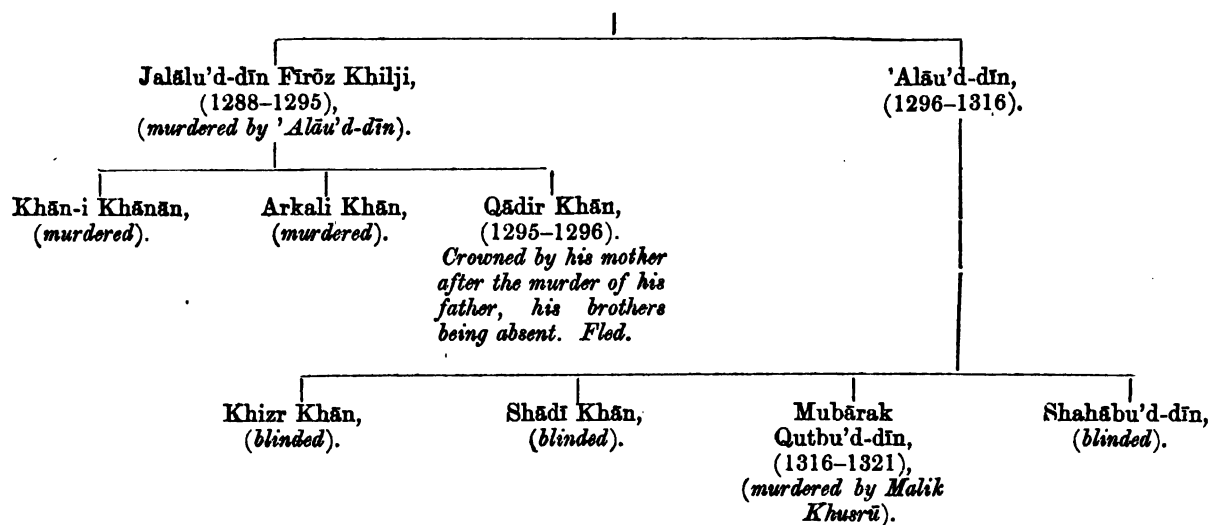 Jalālu'd-dīn Fīrōz Khilji,
(1288–1295),
(murdered by 'Alāu'd-dīn).
'Alāu'd-dīn,
(1296–1316).
Khān-i Khānān,
(murdered).
Arkali Khān,
(murdered).
Qādir Khān,
(1295–1296).
Crowned by his mother
after the murder of his
father, his brothers
being absent. Fled.
Khizr Khān,
(blinded).
Shādī Khān,
(blinded).
Mubārak
Qutbu'd-dīn,
(1316–1321),
(murdered by Malik
Khusrū).
Shahābu'd-dīn,
(blinded).